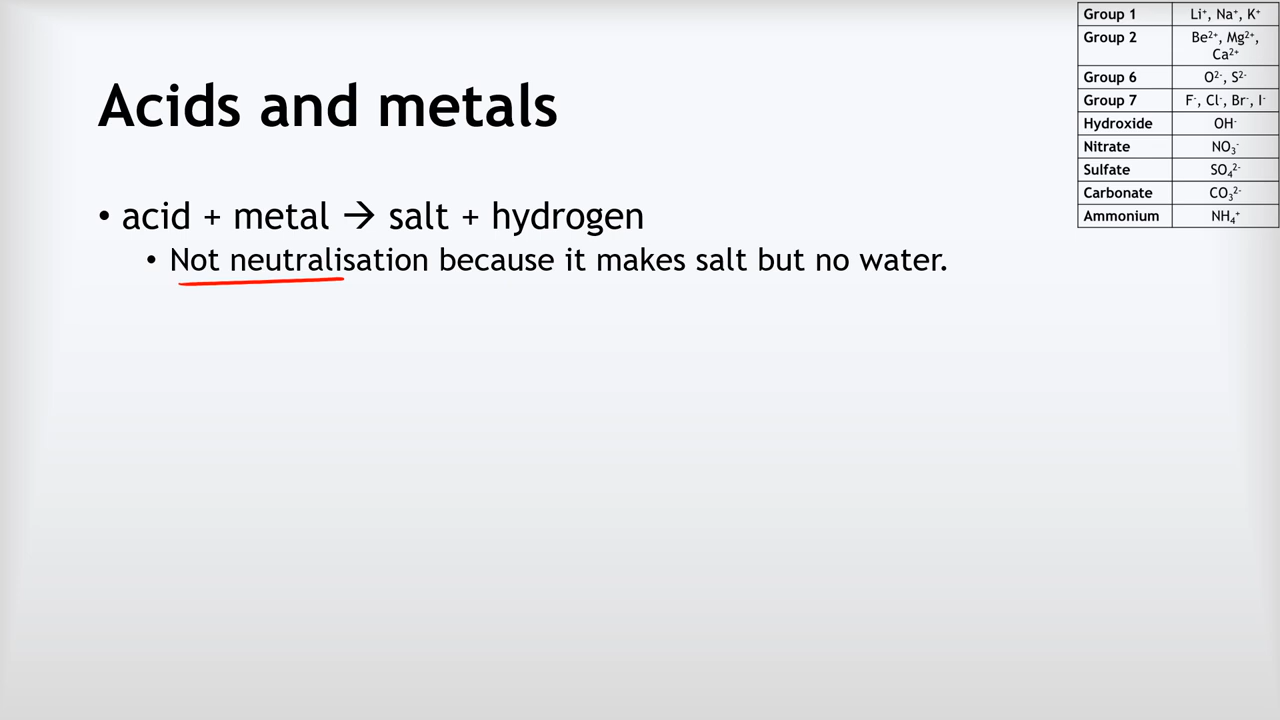 Acids and metals
• acid + metal → salt + hydrogen
• Not neutralisation because it makes salt but no water.
Group 1 Li⁺, Na⁺, K⁺
Group 2 Be²⁺, Mg²⁺,
Ca²⁺
Group 6 O²⁻, S²⁻
Group 7 F⁻, Cl⁻, Br⁻, I⁻
Hydroxide OH⁻
Nitrate NO₃⁻
Sulfate SO₄²⁻
Carbonate CO₃²⁻
Ammonium NH₄⁺